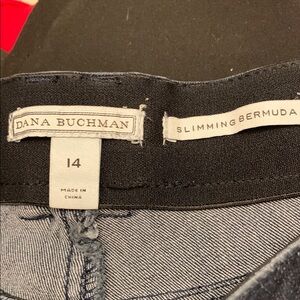 DANA BUCHMAN
SLIMMING BERMUDA
14
MADE IN
CHINA